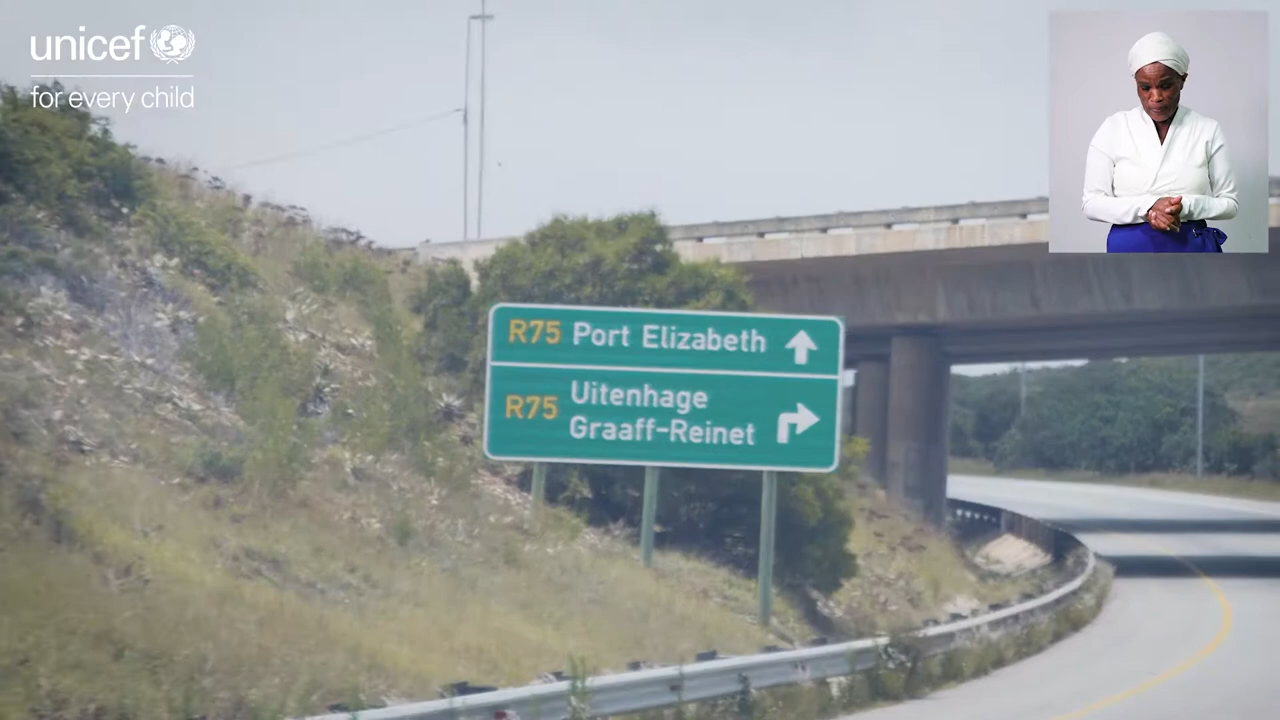 unicef
for every child
R75 Port Elizabeth
R75 Uitenhage
Graaff-Reinet